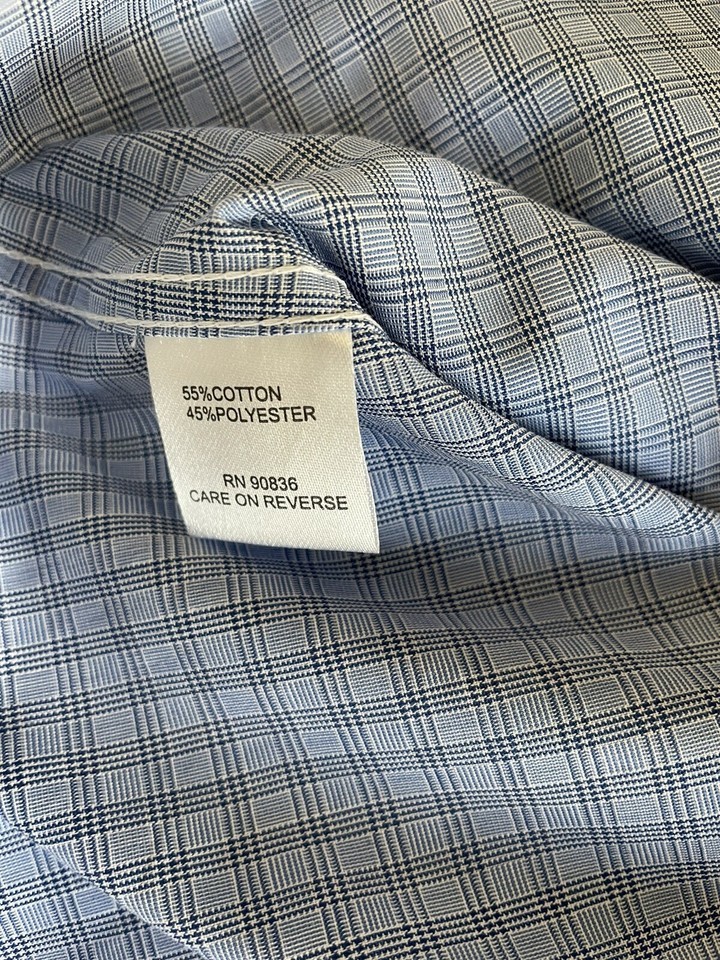 55%COTTON
45%POLYESTER
RN 90836
CARE ON REVERSE